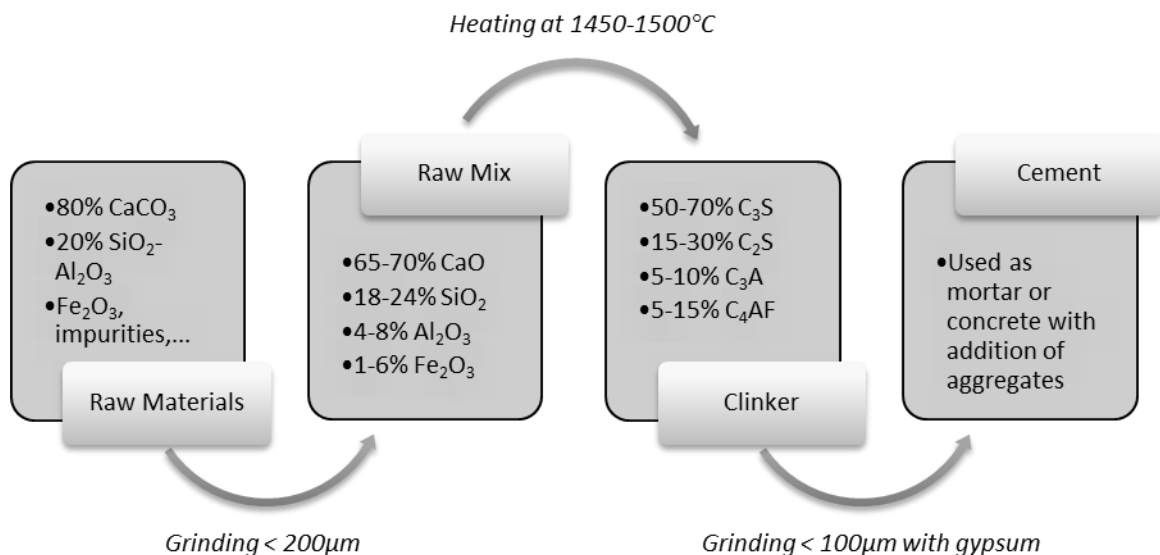 Heating at 1450-1500°C
Raw Materials
•80% CaCO₃
•20% SiO₂-
Al₂O₃
•Fe₂O₃,
impurities,...
Grinding < 200µm
Raw Mix
•65-70% CaO
•18-24% SiO₂
•4-8% Al₂O₃
•1-6% Fe₂O₃
Clinker
•50-70% C₃S
•15-30% C₂S
•5-10% C₃A
•5-15% C₄AF
Grinding < 100µm with gypsum
Cement
•Used as
mortar or
concrete with
addition of
aggregates